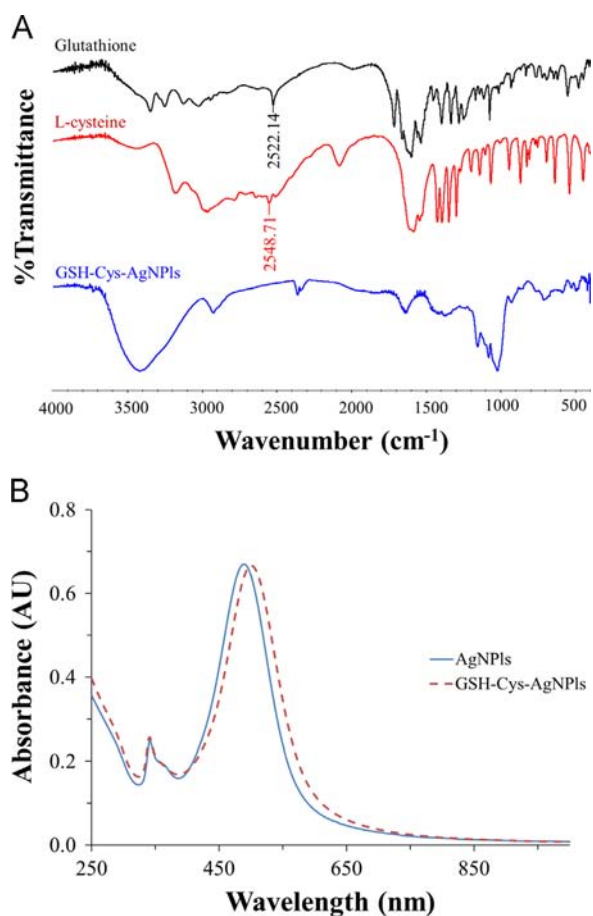 A
Glutathione
L-cysteine
2522.14
2548.71
GSH-Cys-AgNPls
%Transmittance
4000 3500 3000 2500 2000 1500 1000 500
Wavenumber (cm⁻¹)
B
0.8
0.6
0.4
0.2
0.0
Absorbance (AU)
AgNPls
GSH-Cys-AgNPls
250 450 650 850
Wavelength (nm)